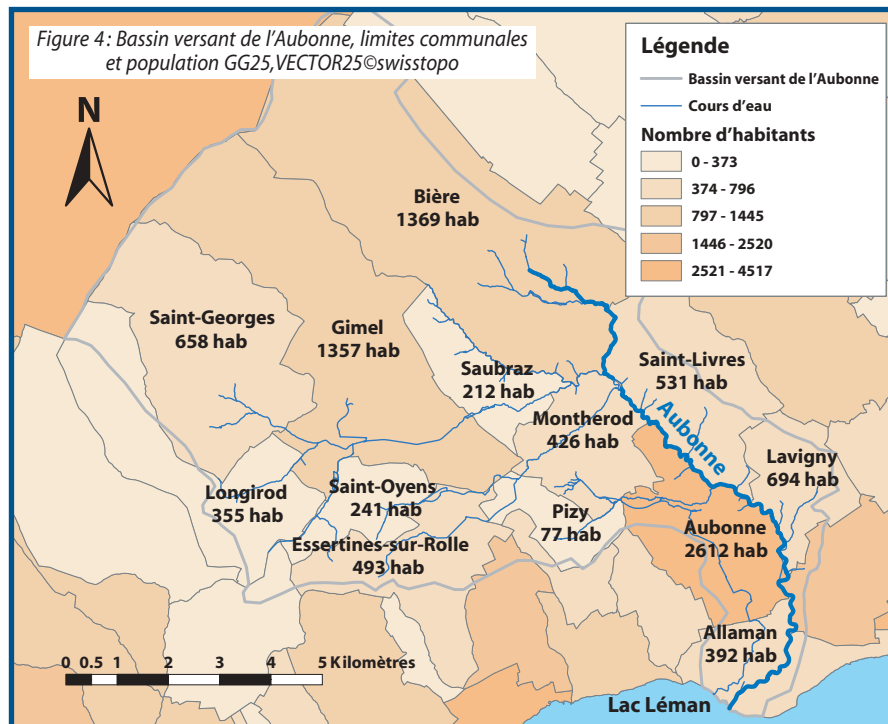 Figure 4: Bassin versant de l'Aubonne, limites communales
et population GG25,VECTOR25©swisstopo
Légende
Bassin versant de l'Aubonne
Cours d'eau
Nombre d'habitants
0 - 373
374 - 796
797 - 1445
1446 - 2520
2521 - 4517
N
Bière
1369 hab
Saint-Georges
658 hab
Gimel
1357 hab
Saubraz
212 hab
Saint-Livres
531 hab
Aubonne
Montherod
426 hab
Lavigny
694 hab
Longirod
355 hab
Saint-Oyens
241 hab
Pizy
77 hab
Aubonne
2612 hab
Essertines-sur-Rolle
493 hab
Allaman
392 hab
0 0.5 1 2 3 4 5 Kilomètres
Lac Léman